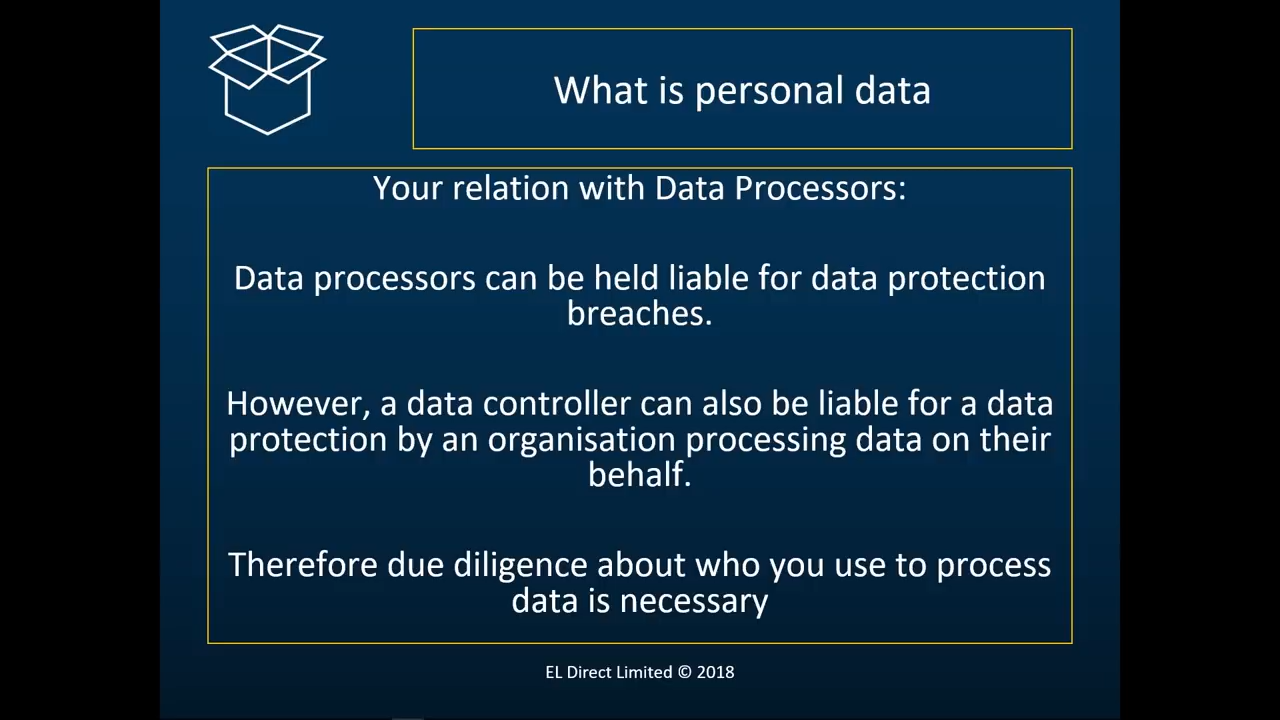 What is personal data
Your relation with Data Processors:
Data processors can be held liable for data protection
breaches.
However, a data controller can also be liable for a data
protection by an organisation processing data on their
behalf.
Therefore due diligence about who you use to process
data is necessary
EL Direct Limited © 2018